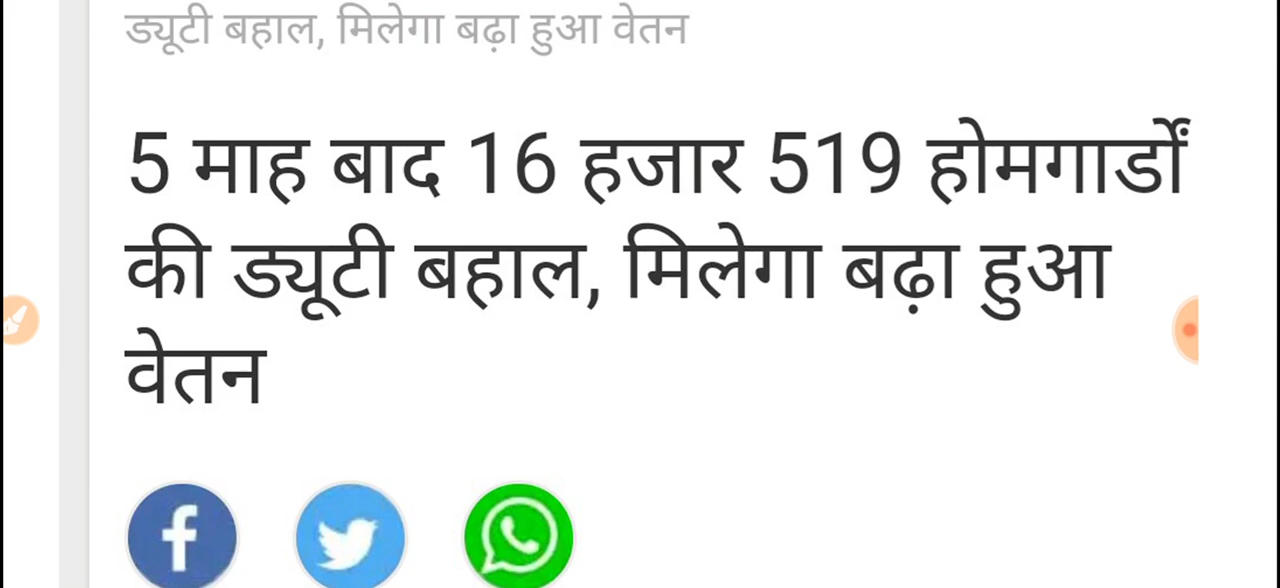 ड्यूटी बहाल, मिलेगा बढ़ा हुआ वेतन
5 माह बाद 16 हजार 519 होमगार्डों
की ड्यूटी बहाल, मिलेगा बढ़ा हुआ
वेतन